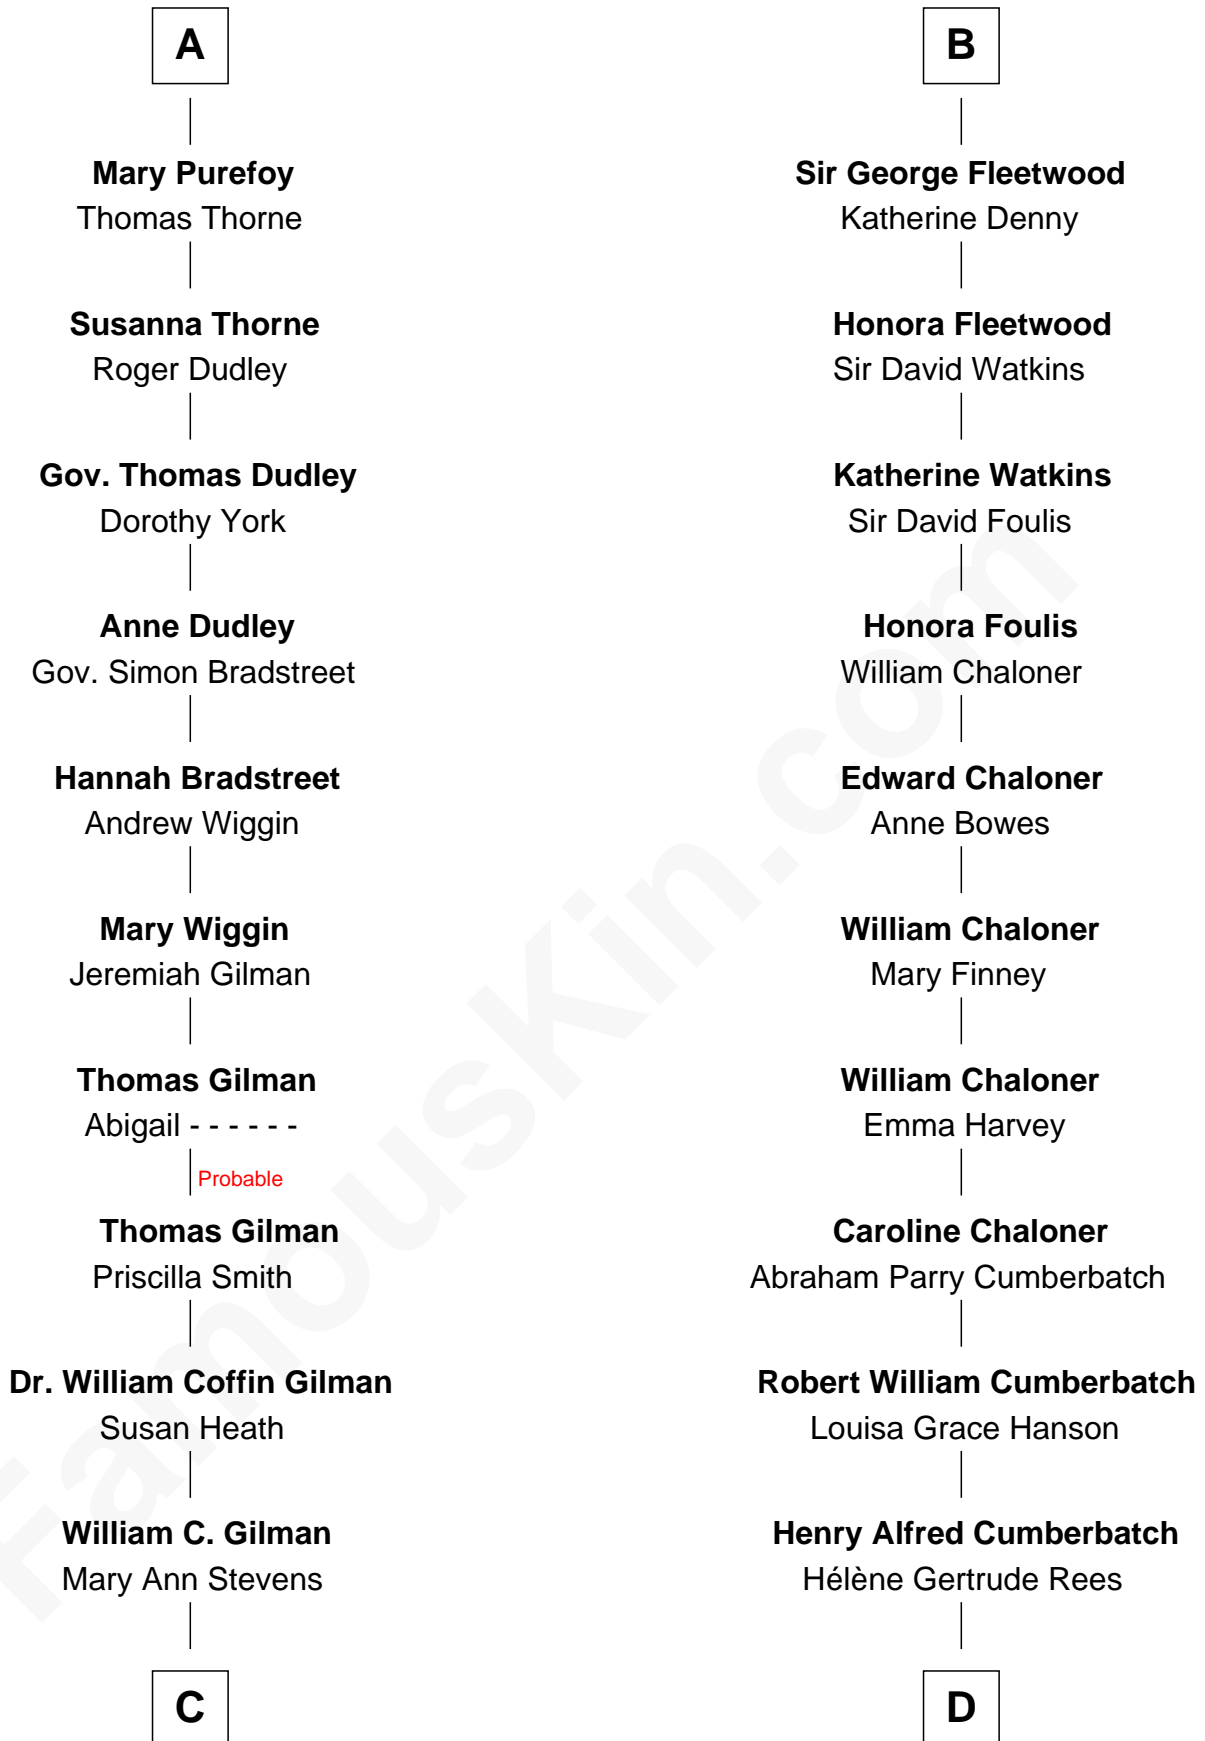 A
Mary Purefoy
Thomas Thorne
Susanna Thorne
Roger Dudley
Gov. Thomas Dudley
Dorothy York
Anne Dudley
Gov. Simon Bradstreet
Hannah Bradstreet
Andrew Wiggin
Mary Wiggin
Jeremiah Gilman
Thomas Gilman
Abigail - - - - - -
Probable
Thomas Gilman
Priscilla Smith
Dr. William Coffin Gilman
Susan Heath
William C. Gilman
Mary Ann Stevens
C
B
Sir George Fleetwood
Katherine Denny
Honora Fleetwood
Sir David Watkins
Katherine Watkins
Sir David Foulis
Honora Foulis
William Chaloner
Edward Chaloner
Anne Bowes
William Chaloner
Mary Finney
William Chaloner
Emma Harvey
Caroline Chaloner
Abraham Parry Cumberbatch
Robert William Cumberbatch
Louisa Grace Hanson
Henry Alfred Cumberbatch
Hélène Gertrude Rees
D
FamousKin.com